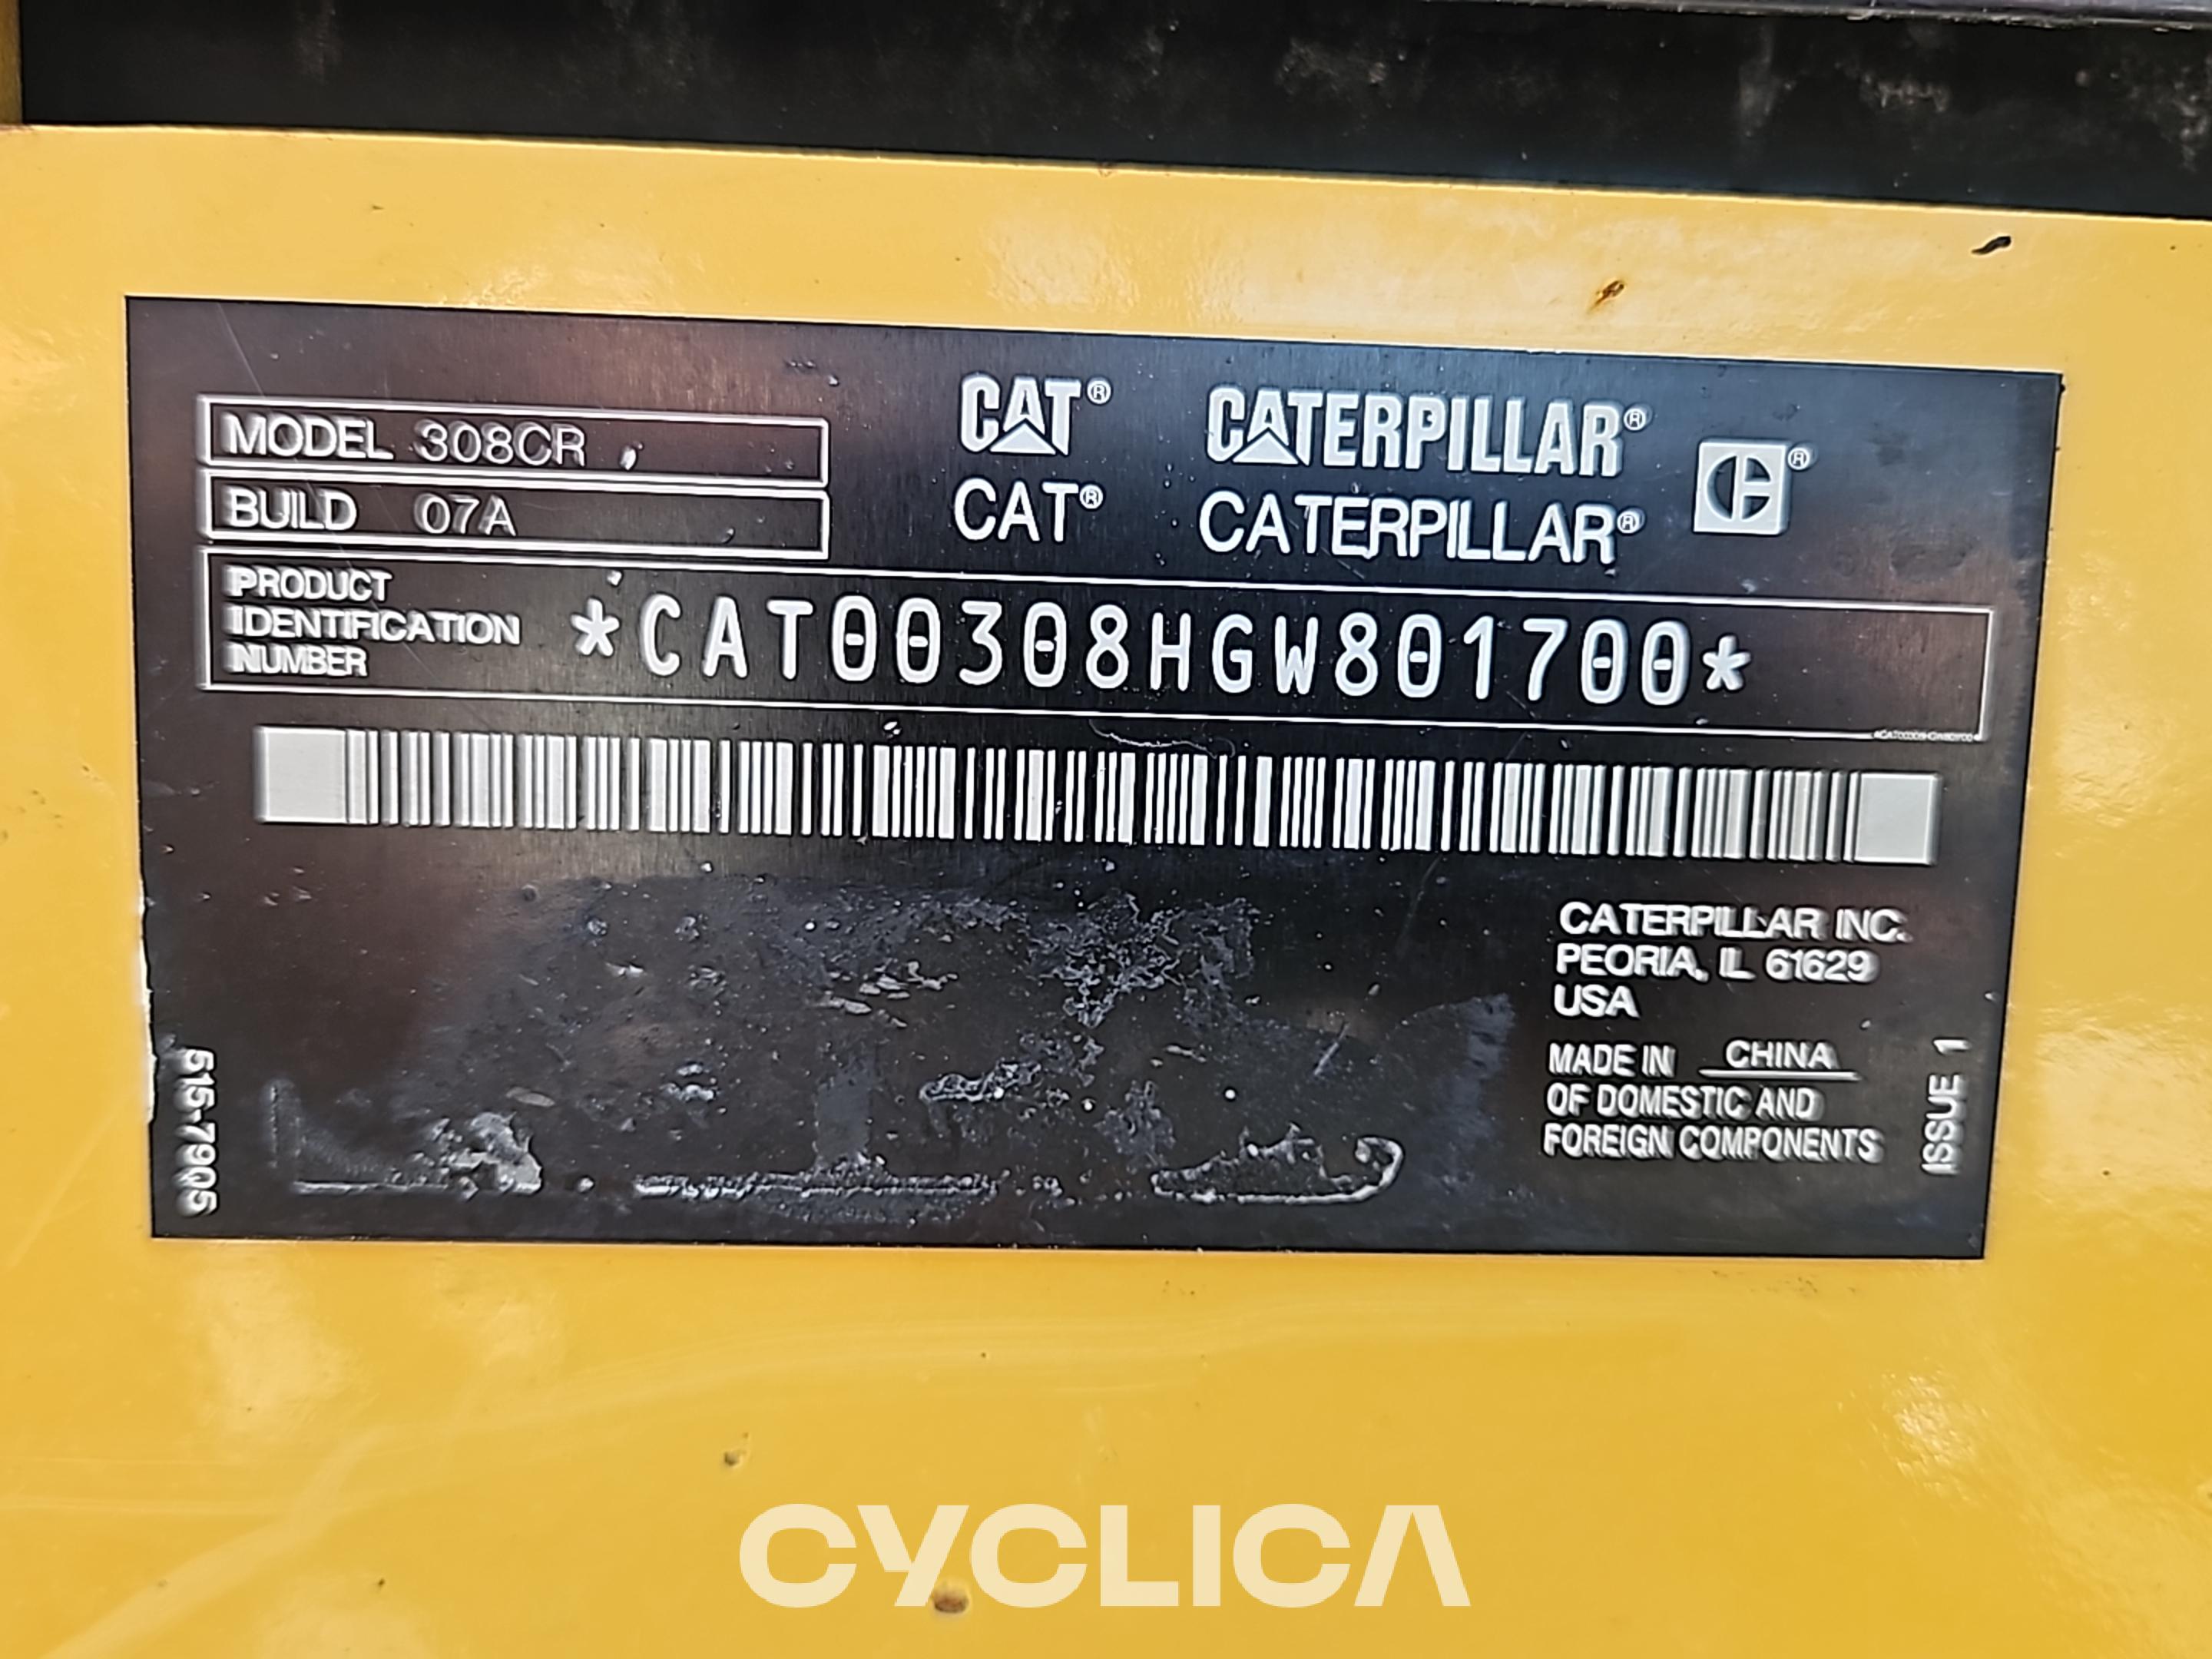 MODEL 308CR
BUILD 07A
CAT® CATERPILLAR® ®
CAT® CATERPILLAR®
PRODUCT
IDENTIFICATION
NUMBER
*CAT00308HGW801700*
CATERPILLAR INC.
PEORIA, IL 61629
USA
MADE IN CHINA
OF DOMESTIC AND
FOREIGN COMPONENTS
515-7905
ISSUE 1
CYCLICA